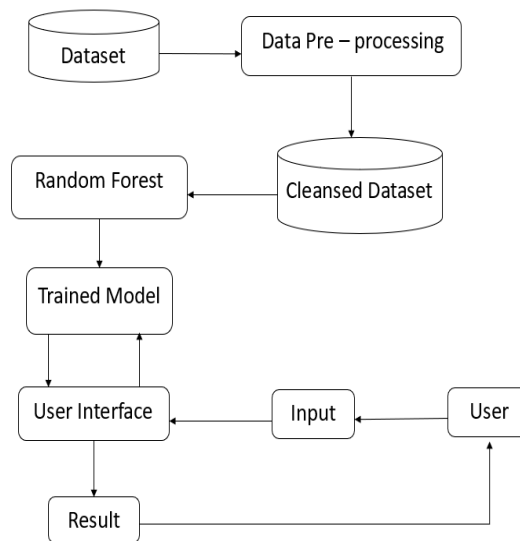 Dataset
Data Pre – processing
Cleansed Dataset
Random Forest
Trained Model
User Interface
Input
User
Result